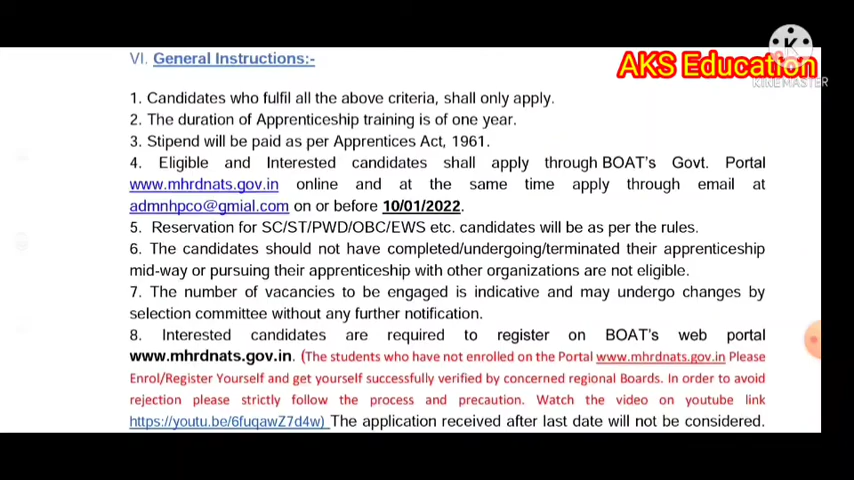 AKS Education
K
KINEMASTER
VI. General Instructions:-
1. Candidates who fulfil all the above criteria, shall only apply.
2. The duration of Apprenticeship training is of one year.
3. Stipend will be paid as per Apprentices Act, 1961.
4. Eligible and Interested candidates shall apply through BOAT's Govt. Portal
www.mhrdnats.gov.in online and at the same time apply through email at
admnhpco@gmial.com on or before 10/01/2022.
5. Reservation for SC/ST/PWD/OBC/EWS etc. candidates will be as per the rules.
6. The candidates should not have completed/undergoing/terminated their apprenticeship
mid-way or pursuing their apprenticeship with other organizations are not eligible.
7. The number of vacancies to be engaged is indicative and may undergo changes by
selection committee without any further notification.
8. Interested candidates are required to register on BOAT's web portal
www.mhrdnats.gov.in. (The students who have not enrolled on the Portal www.mhrdnats.gov.in Please
Enrol/Register Yourself and get yourself successfully verified by concerned regional Boards. In order to avoid
rejection please strictly follow the process and precaution. Watch the video on youtube link
https://youtu.be/6fuqawZ7d4w) The application received after last date will not be considered.